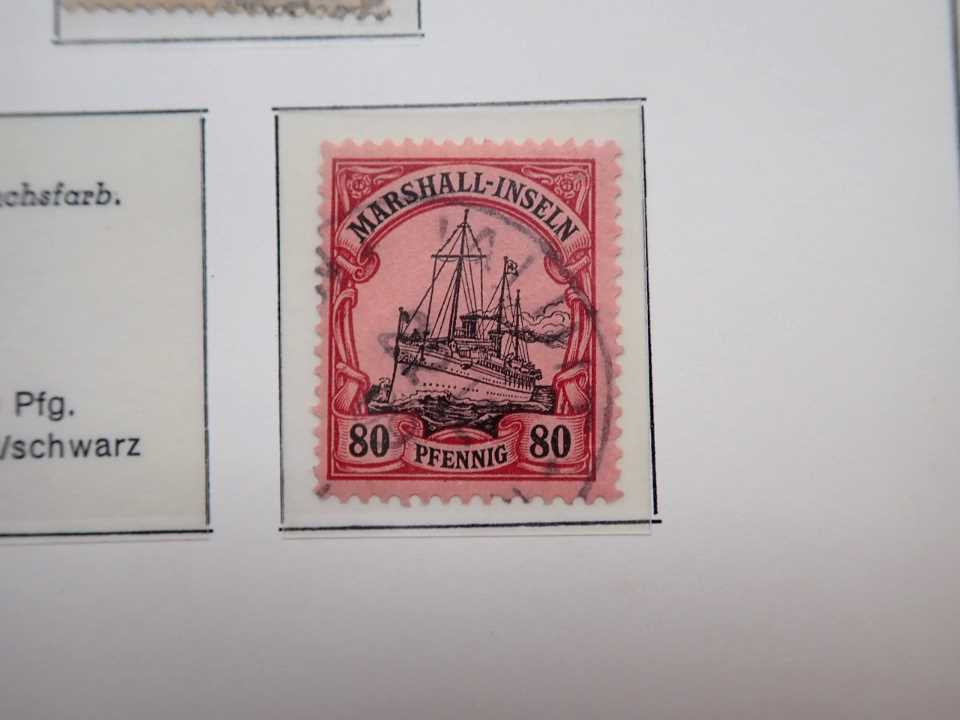 chsfarb.
Pfg.
/schwarz
MARSHALL-INSELN
80 PFENNIG 80